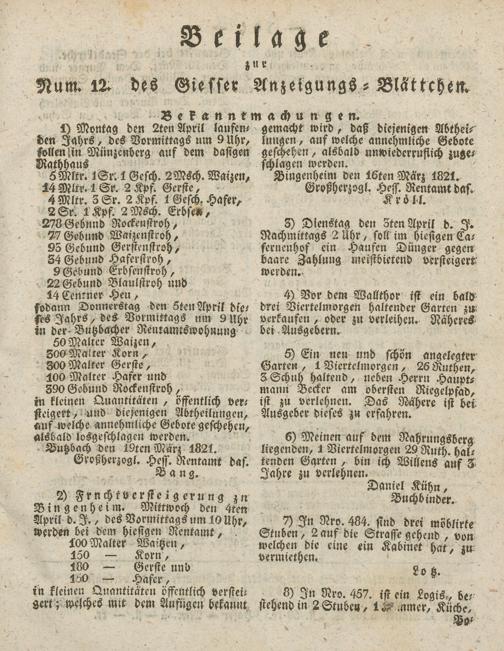 Beilage
zur
Num. 12. des Giesser Anzeigungs-Blättchen.
Bekanntmachungen.
1) Montag den 2ten April laufen-
den Jahrs, des Vormittags um 9 Uhr,
sollen in Münzenberg auf dem dasigen
Rathhaus
5 Mltr. 1 Sr. 1 Gesch. 2 Msch. Waizen,
14 Mltr. 1 Sr. 2 Kpf. Gerste,
4 Mltr. 3 Sr. 2 Kpf. 1 Gesch. Hafer,
2 Sr. 1 Kpf. 2 Msch. Erbsen,
278 Gebund Rockenstroh,
77 Gebund Waizenstroh,
95 Gebund Gerstenstroh,
34 Gebund Haferstroh,
9 Gebund Erbsenstroh,
22 Gebund Blaulstroh und
14 Centner Heu,
sodann Donnerstag den 5ten April die-
ses Jahrs, des Vormittags um 9 Uhr
in der Butzbacher Rentamtswohnung
50 Malter Waizen,
300 Malter Korn,
300 Malter Gerste,
100 Malter Hafer und
390 Gebund Rockenstroh,
in kleinen Quantitäten, öffentlich ver-
steigert, und diejenigen Abtheilungen,
auf welche annehmliche Gebote geschehen,
alsbald losgeschlagen werden.
Butzbach den 19ten März 1821.
Großherzogl. Hess. Rentamt das.
Bang.
2) Fruchtversteigerung zu
Bingenheim. Mittwoch den 4ten
April d. J., des Vormittags um 10 Uhr,
werden bei dem hiesigen Rentamt,
100 Malter Waitzen,
150 — Korn,
180 — Gerste und
150 — Hafer,
in kleinen Quantitäten öffentlich verstei-
gert; welches mit dem Anfügen bekannt
gemacht wird, daß diejenigen Abthei-
lungen, auf welche annehmliche Gebote
geschehen, alsbald unwiederruflich zuge-
schlagen werden.
Bingenheim den 16ten März 1821.
Großherzogl. Hess. Rentamt das.
Kröll.
3) Dienstag den 3ten April d. J.
Nachmittags 2 Uhr, soll im hiesigen Ca-
sernenhof ein Haufen Dünger gegen
baare Zahlung meistbietend versteigert
werden.
4) Vor dem Wallthor ist ein bald
drei Viertelmorgen haltender Garten zu
verkaufen, oder zu verleihen. Näheres
bei Ausgebern.
5) Ein neu und schön angelegter
Garten, 1 Viertelmorgen, 26 Ruthen,
3 Schuh haltend, neben Herrn Haupt-
mann Becker am obersten Riegelpfad,
ist zu verlehnen. Das Nähere ist bei
Ausgeber dieses zu erfahren.
6) Meinen auf dem Nahrungsberg
liegenden, 1 Viertelmorgen 29 Ruth. hal-
tenden Garten, bin ich Willens auf 3
Jahre zu verlehnen.
Daniel Kühn,
Buchbinder.
7) In Nro. 484. sind drei möblirte
Stuben, 2 auf die Strasse gehend, von
welchen die eine ein Kabinet hat, zu
vermiethen.
Lotz.
8) In Nro. 457. ist ein Logis, be-
stehend in 2 Stuben, 1 Küche,
Bo-